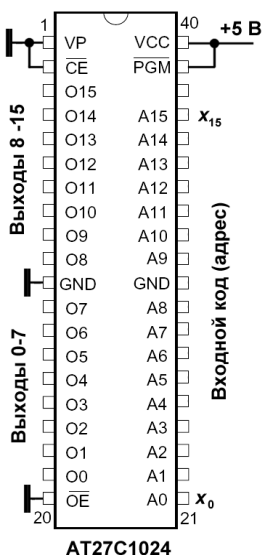 1 40
+5 В
VP VCC
CE PGM
O15
O14 A15 x15
O13 A14
O12 A13
O11 A12
O10 A11
O9 A10
O8 A9
GND GND
O7 A8
O6 A7
O5 A6
O4 A5
O3 A4
O2 A3
O1 A2
O0 A1
OE A0 x0
20 21
Выходы 8 -15
Выходы 0-7
Входной код (адрес)
AT27C1024